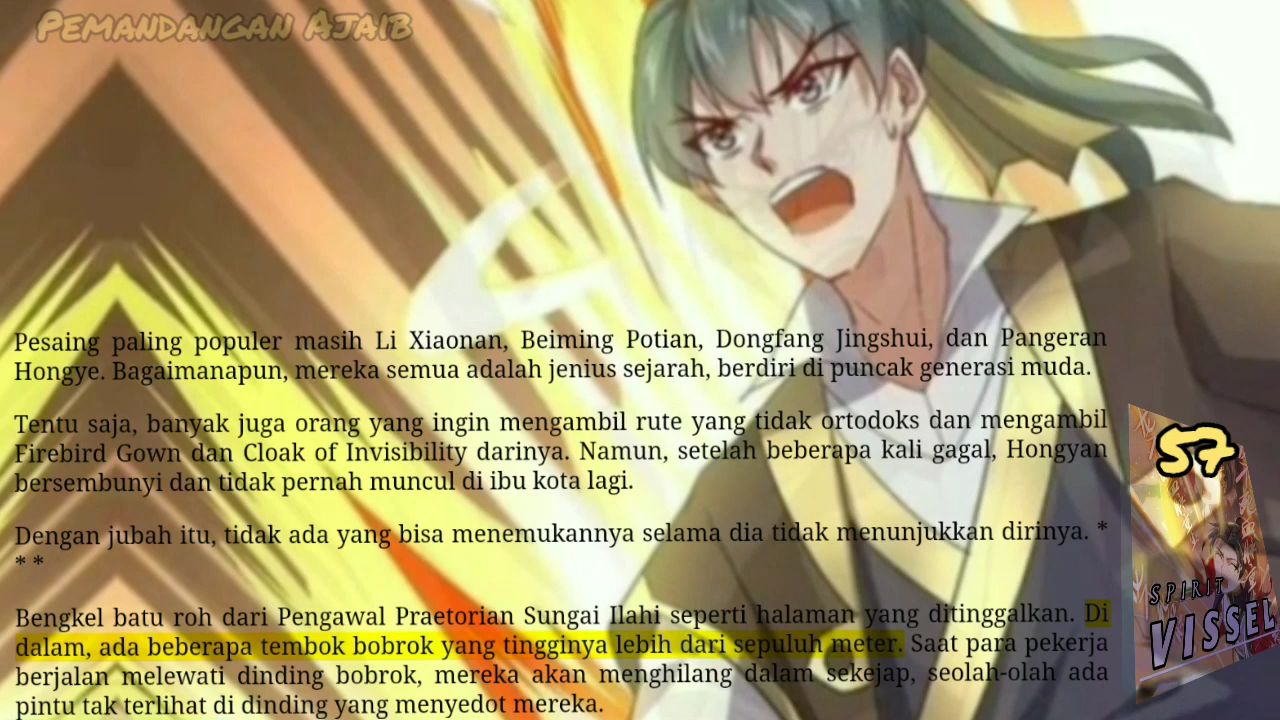 Pemandangan Ajaib
Pesaing paling populer masih Li Xiaonan, Beiming Potian, Dongfang Jingshui, dan Pangeran
Hongye. Bagaimanapun, mereka semua adalah jenius sejarah, berdiri di puncak generasi muda.
Tentu saja, banyak juga orang yang ingin mengambil rute yang tidak ortodoks dan mengambil
Firebird Gown dan Cloak of Invisibility darinya. Namun, setelah beberapa kali gagal, Hongyan
bersembunyi dan tidak pernah muncul di ibu kota lagi.
Dengan jubah itu, tidak ada yang bisa menemukannya selama dia tidak menunjukkan dirinya. *
* *
Bengkel batu roh dari Pengawal Praetorian Sungai Ilahi seperti halaman yang ditinggalkan. Di
dalam, ada beberapa tembok bobrok yang tingginya lebih dari sepuluh meter. Saat para pekerja
berjalan melewati dinding bobrok, mereka akan menghilang dalam sekejap, seolah-olah ada
pintu tak terlihat di dinding yang menyedot mereka.
57
SPIRIT
VISSEL